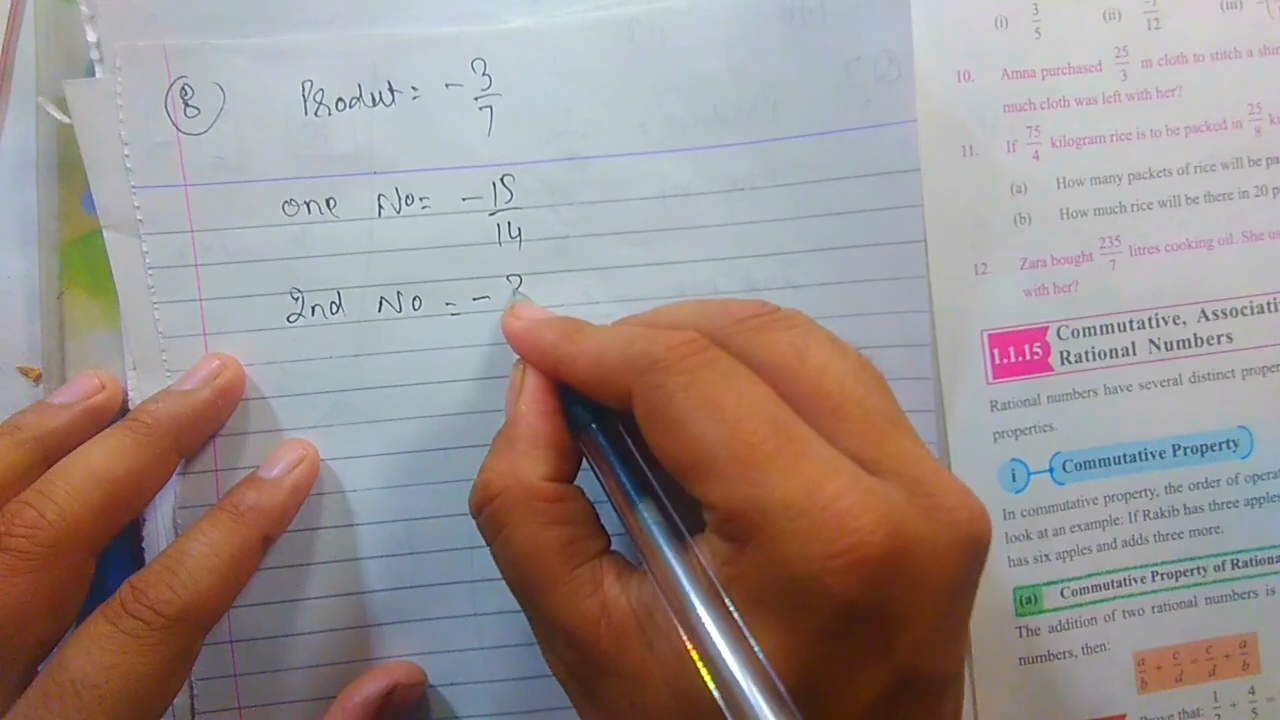 8 Produt = - 3/7
one No = - 15/14
2nd No = -
(i) 3/5 (ii) /12 (iii)
10. Amna purchased 25/3 m cloth to stitch a
much cloth was left with her?
11. If 75/4 kilogram rice is to be packed in 25/8
(a) How many packets of rice will be
(b) How much rice will be there in 20
12. Zara bought 235/7 litres cooking oil. She
with her?
1.1.15 Commutative,
Rational Numbers
Rational numbers have several distinct
properties.
i Commutative Property
In commutative property, the order of
look at an example: If Rakib has three
has six apples and adds three more.
(a) Commutative Property of
The addition of two rational numbers is
numbers, then:
a/b + c/d = c/d + a/b
Prove that: 1/ + 4/5 =